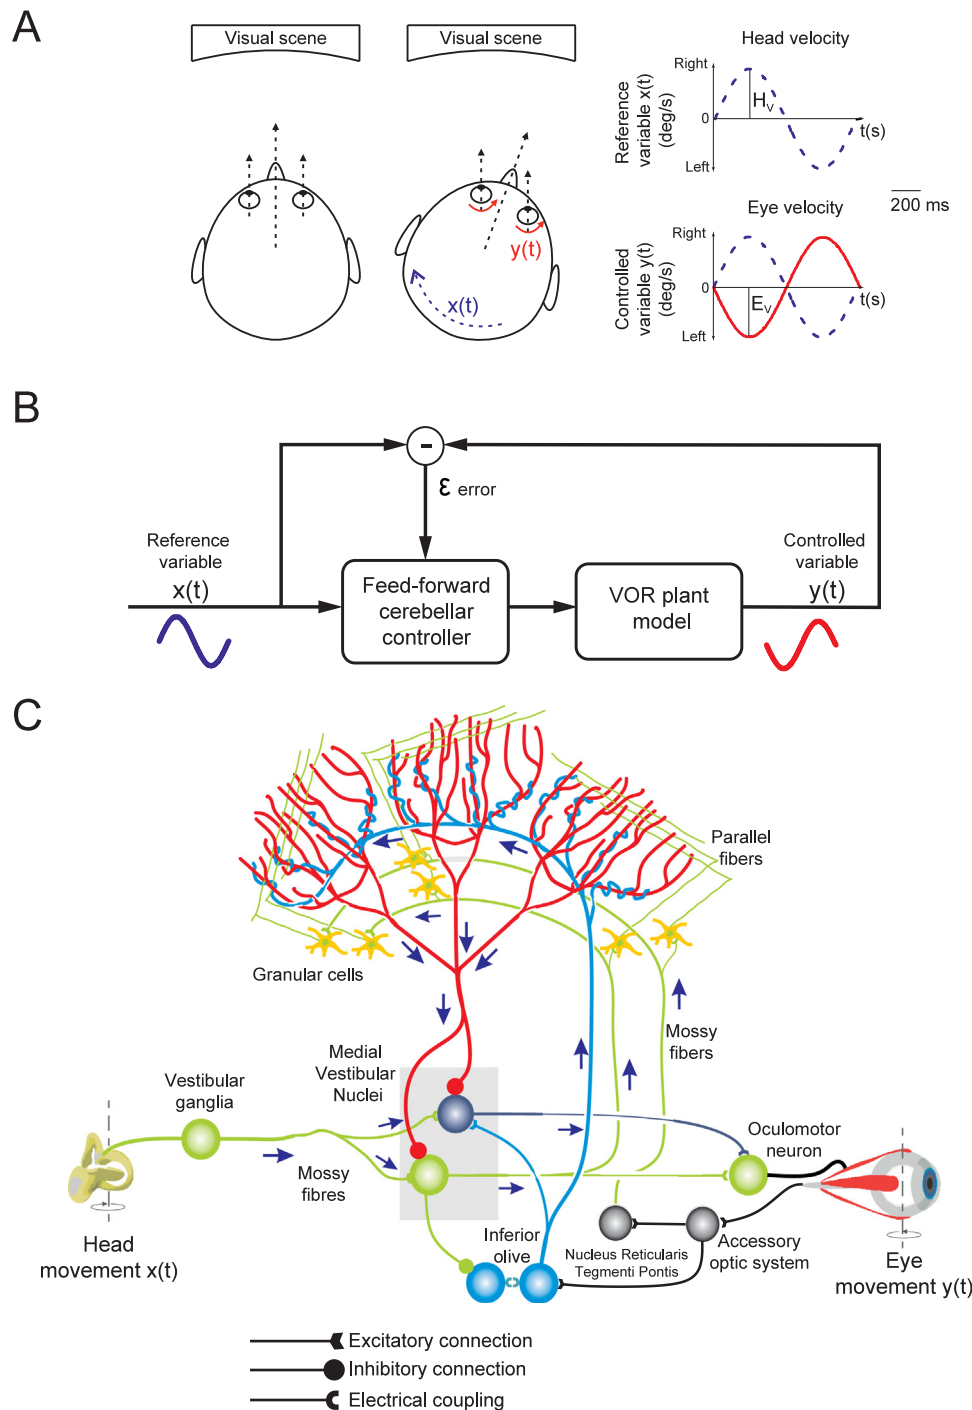 A
Visual scene
Visual scene
x(t)
y(t)
Head velocity
Reference
variable x(t)
(deg/s)
Right
0
Left
H_V
t(s)
200 ms
Eye velocity
Controlled
variable y(t)
(deg/s)
Right
0
Left
E_V
t(s)
B
-
ε error
Reference
variable
x(t)
Feed-forward
cerebellar
controller
VOR plant
model
Controlled
variable
y(t)
C
Parallel
fibers
Granular cells
Mossy
fibers
Medial
Vestibular
Nuclei
Vestibular
ganglia
Mossy
fibres
Oculomotor
neuron
Inferior
olive
Nucleus Reticularis
Tegmenti Pontis
Accessory
optic system
Head
movement x(t)
Eye
movement y(t)
Excitatory connection
Inhibitory connection
Electrical coupling